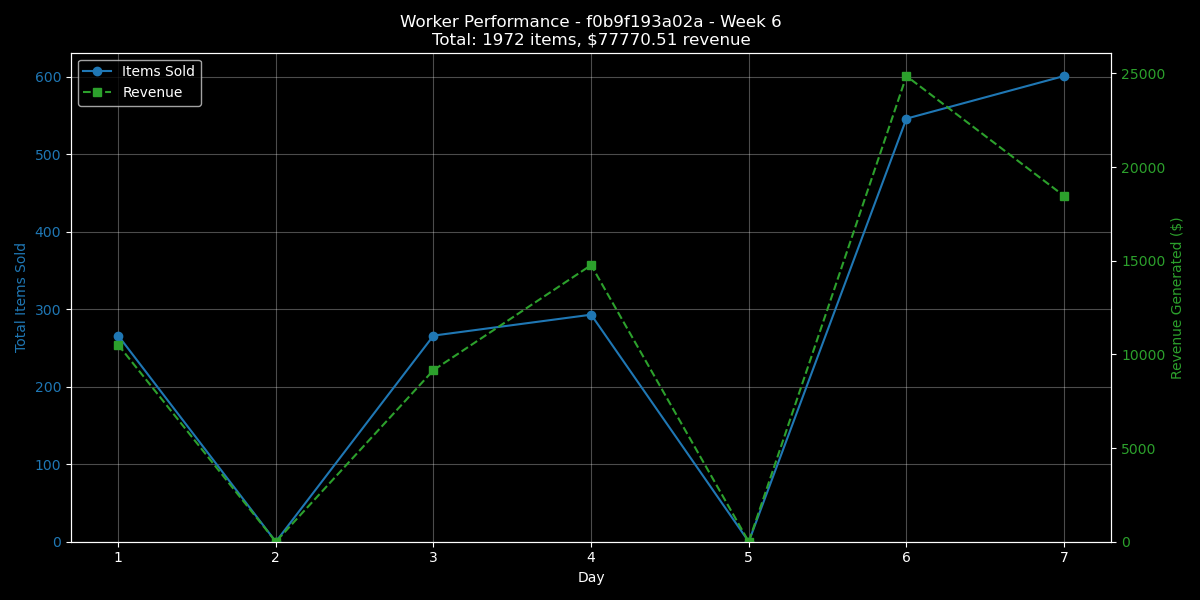 Worker Performance - f0b9f193a02a - Week 6
Total: 1972 items, $77770.51 revenue
Items Sold
Revenue
Total Items Sold
600
500
400
300
200
100
0
25000
20000
15000
10000
5000
0
Revenue Generated ($)
1 2 3 4 5 6 7
Day